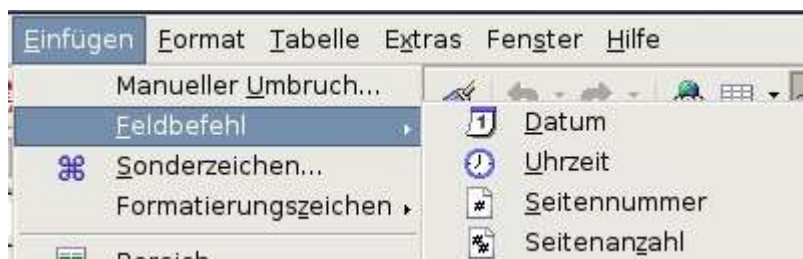 Einfügen Format Tabelle Extras Fenster Hilfe
Manueller Umbruch...
Feldbefehl
Sonderzeichen...
Formatierungszeichen
Datum
Uhrzeit
Seitennummer
Seitenanzahl